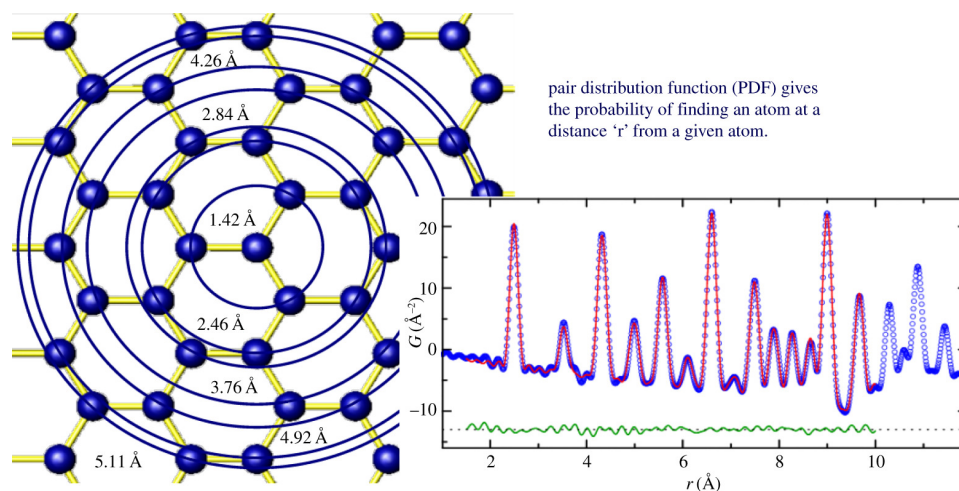 4.26 Å
2.84 Å
1.42 Å
2.46 Å
3.76 Å
4.92 Å
5.11 Å
pair distribution function (PDF) gives
the probability of finding an atom at a
distance ‘r’ from a given atom.
G (Å⁻²)
20
10
0
−10
2 4 6 8 10
r (Å)